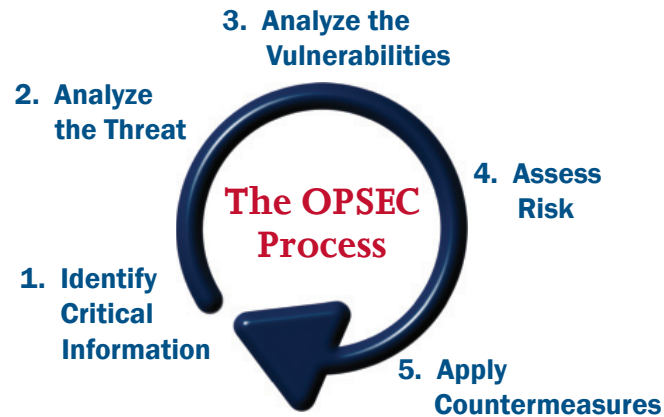 The OPSEC
Process
1. Identify
Critical
Information
2. Analyze
the Threat
3. Analyze the
Vulnerabilities
4. Assess
Risk
5. Apply
Countermeasures